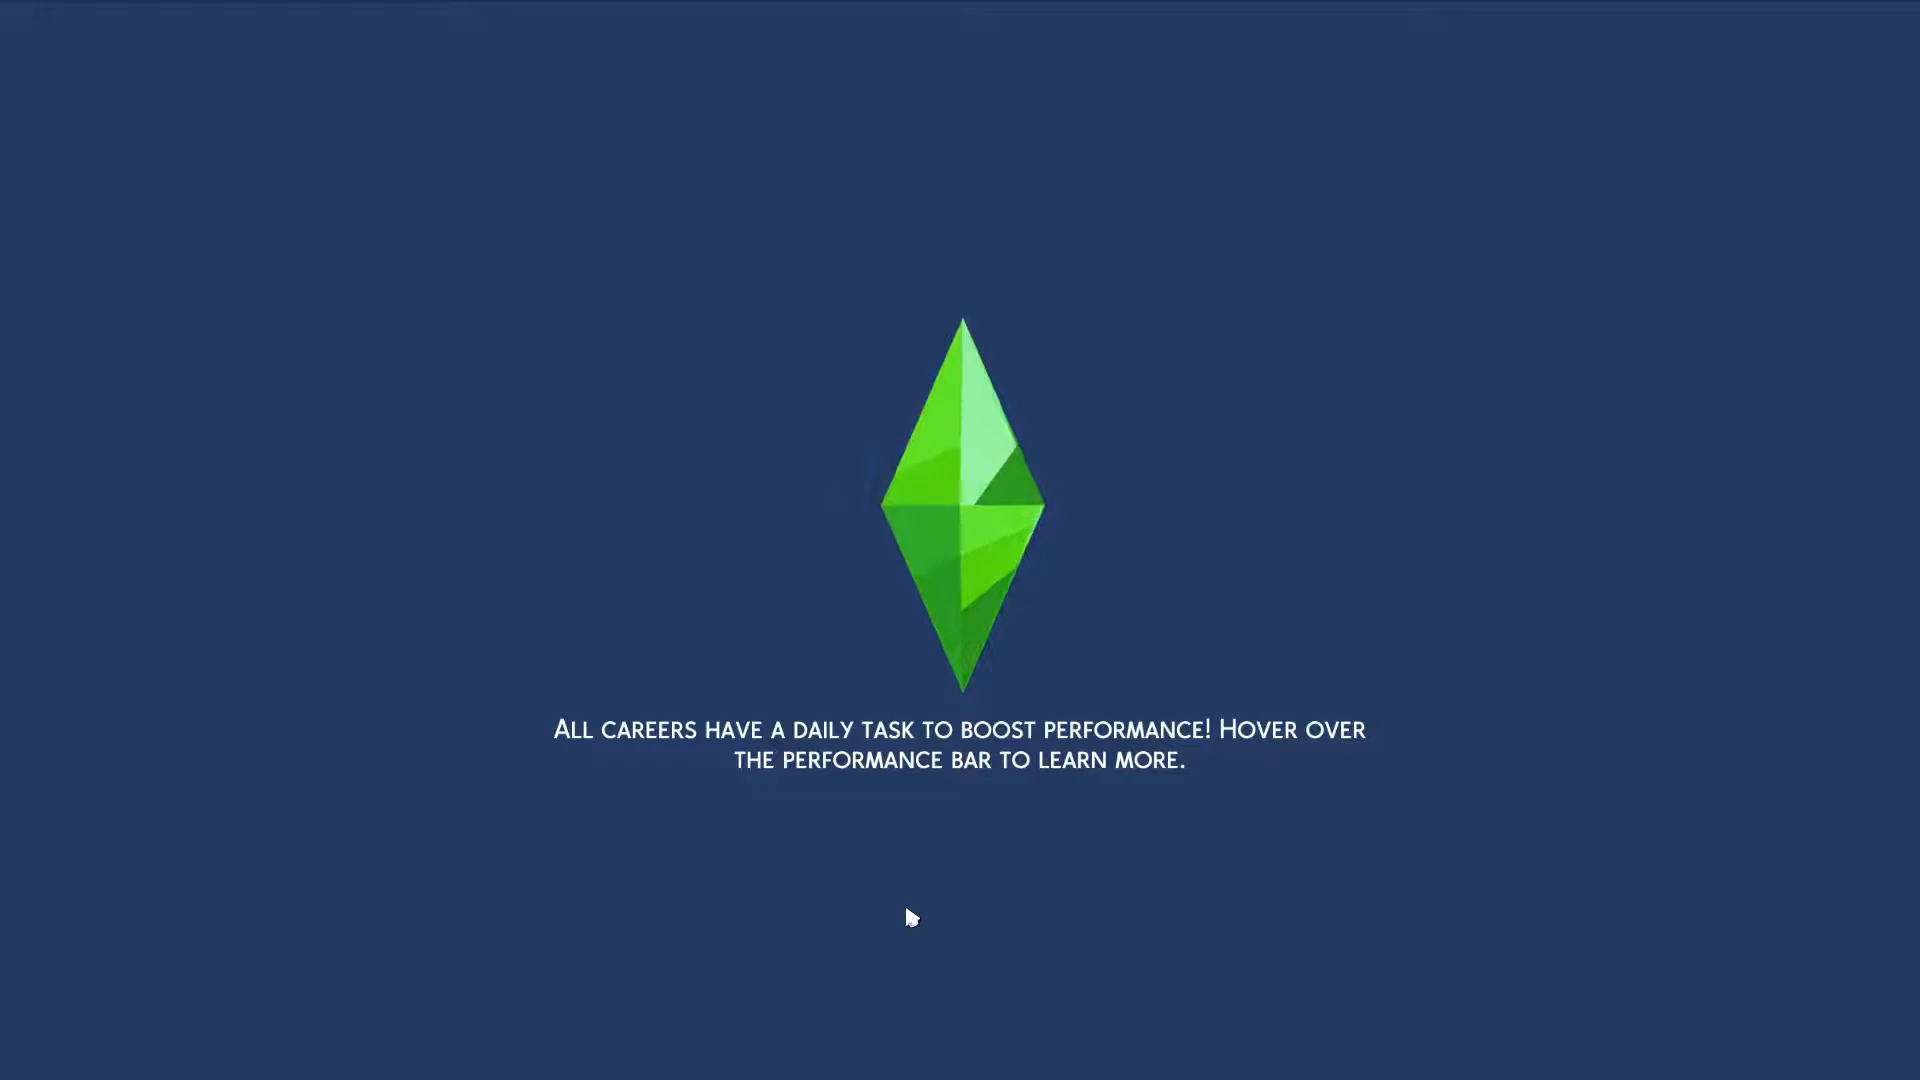 All careers have a daily task to boost performance! Hover over
the performance bar to learn more.